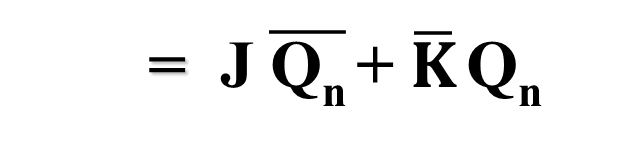 = J Q̅ₙ̅ + K̅ Qₙ